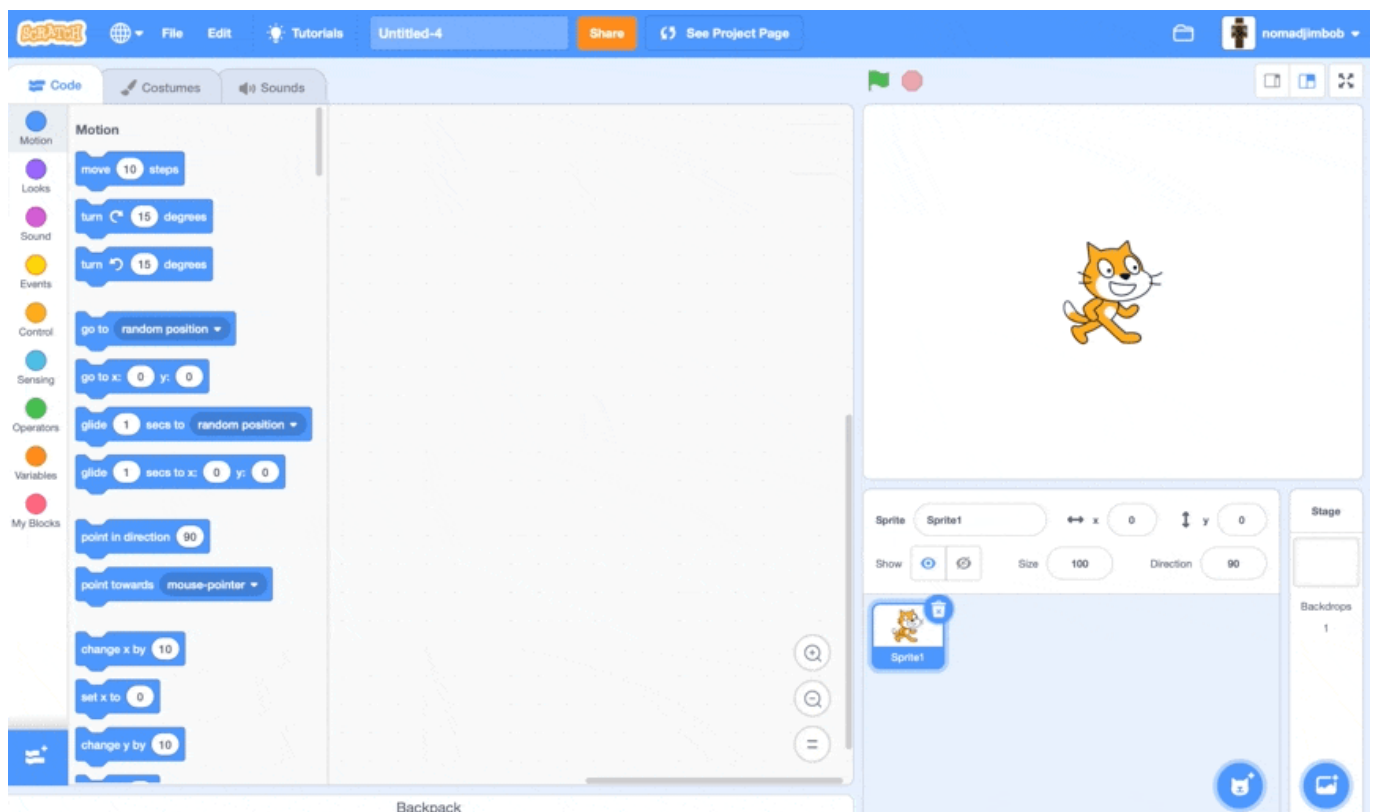 SCRATCH File Edit Tutorials Untitled-4 Share See Project Page nomadjimbob
Code Costumes Sounds
Motion
Looks
Sound
Events
Control
Sensing
Operators
Variables
My Blocks
Motion
move 10 steps
turn 15 degrees
turn 15 degrees
go to random position
go to x: 0 y: 0
glide 1 secs to random position
glide 1 secs to x: 0 y: 0
point in direction 90
point towards mouse-pointer
change x by 10
set x to 0
change y by 10
Sprite Sprite1 x 0 y 0
Show Size 100 Direction 90
Sprite1
Stage
Backdrops
1
Backpack